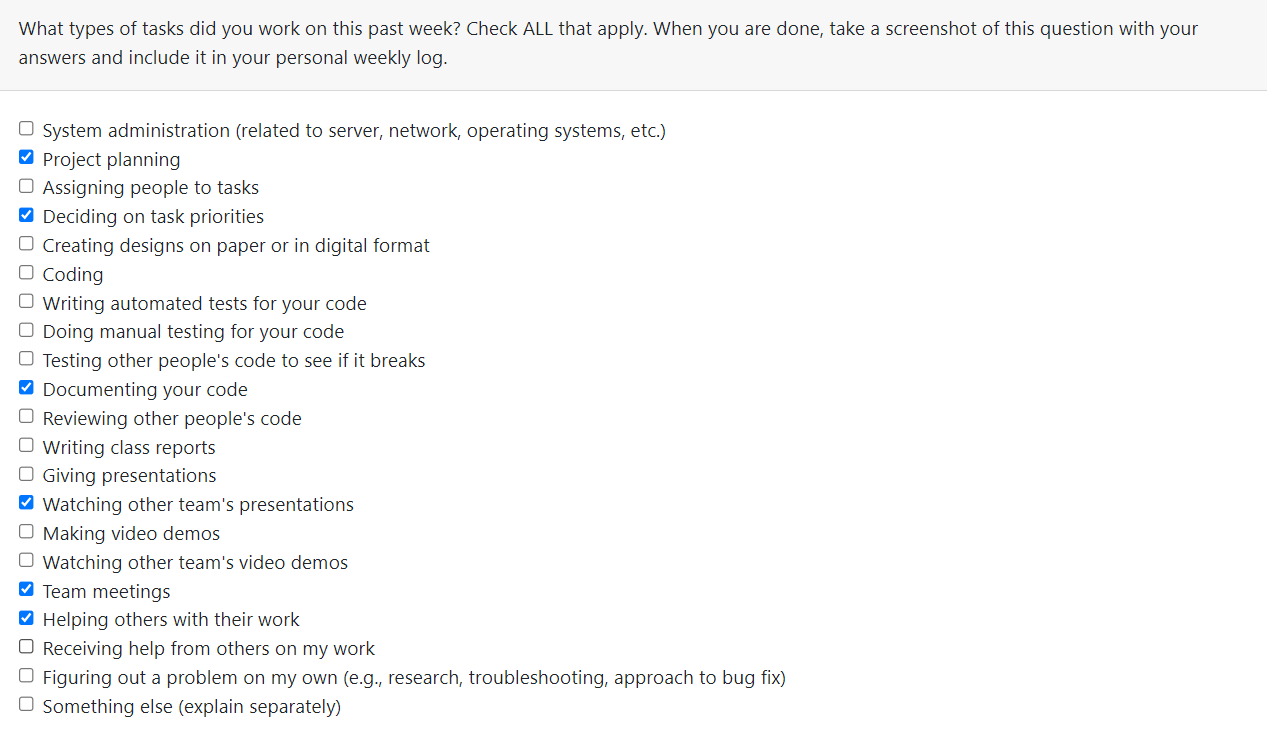 What types of tasks did you work on this past week? Check ALL that apply. When you are done, take a screenshot of this question with your
answers and include it in your personal weekly log.
System administration (related to server, network, operating systems, etc.)
Project planning
Assigning people to tasks
Deciding on task priorities
Creating designs on paper or in digital format
Coding
Writing automated tests for your code
Doing manual testing for your code
Testing other people's code to see if it breaks
Documenting your code
Reviewing other people's code
Writing class reports
Giving presentations
Watching other team's presentations
Making video demos
Watching other team's video demos
Team meetings
Helping others with their work
Receiving help from others on my work
Figuring out a problem on my own (e.g., research, troubleshooting, approach to bug fix)
Something else (explain separately)